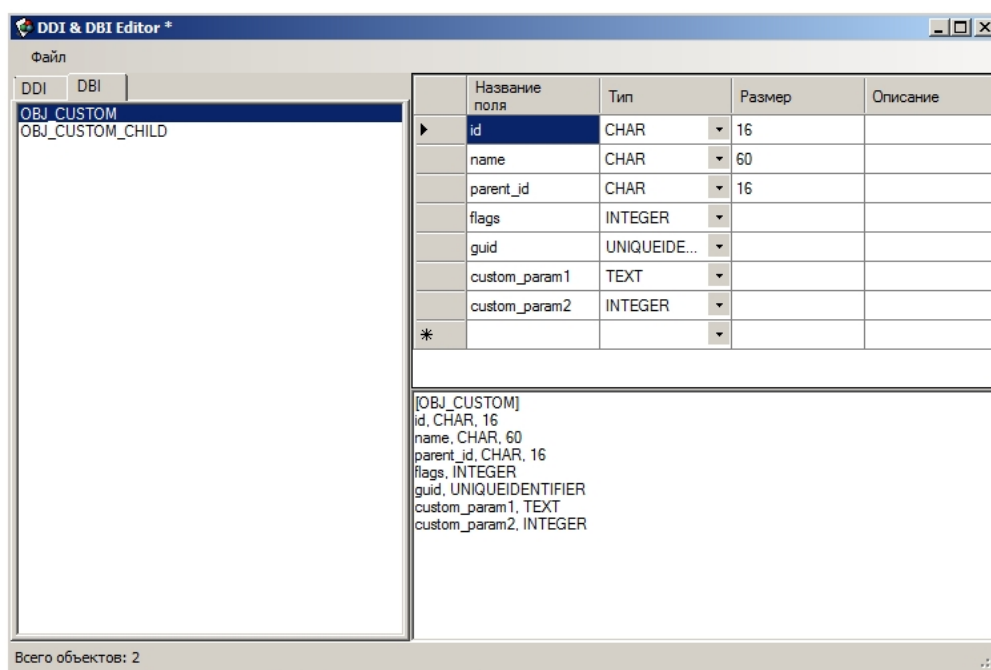 DDI & DBI Editor *
Файл
DDI DBI
OBJ_CUSTOM
OBJ_CUSTOM_CHILD
Название поля Тип Размер Описание
id CHAR 16
name CHAR 60
parent_id CHAR 16
flags INTEGER
guid UNIQUEIDE...
custom_param1 TEXT
custom_param2 INTEGER
[OBJ_CUSTOM]
id, CHAR, 16
name, CHAR, 60
parent_id, CHAR, 16
flags, INTEGER
guid, UNIQUEIDENTIFIER
custom_param1, TEXT
custom_param2, INTEGER
Всего объектов: 2